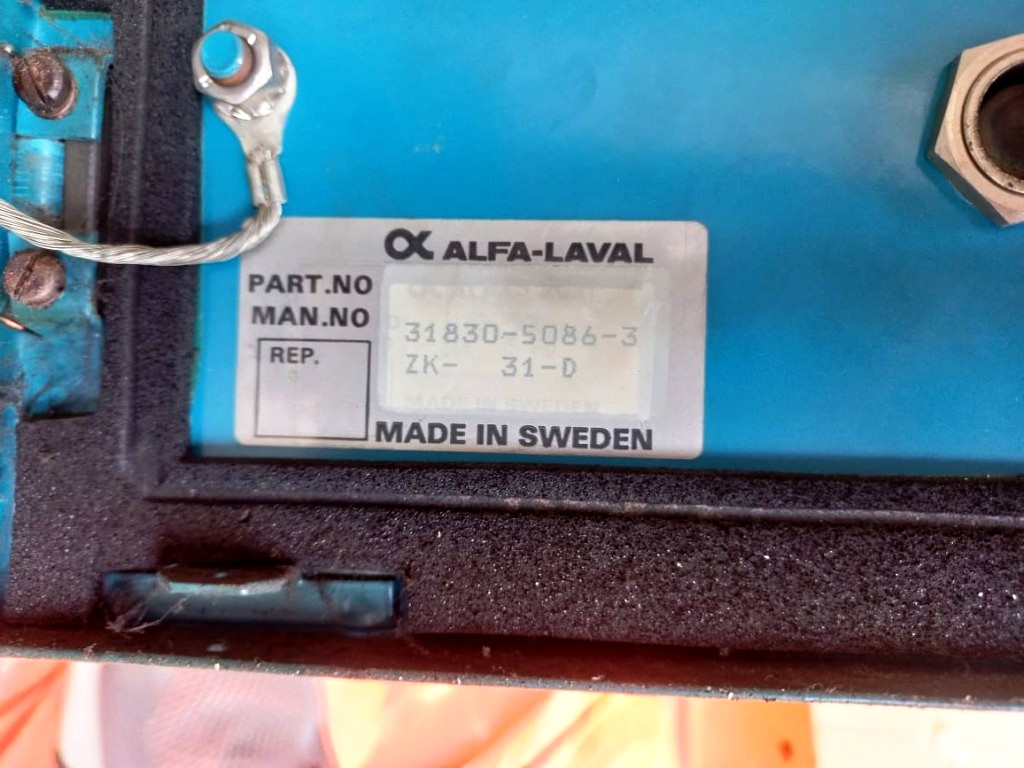 ALFA-LAVAL
PART.NO
MAN.NO
31830-5086-3
ZK- 31-D
REP.
MADE IN SWEDEN